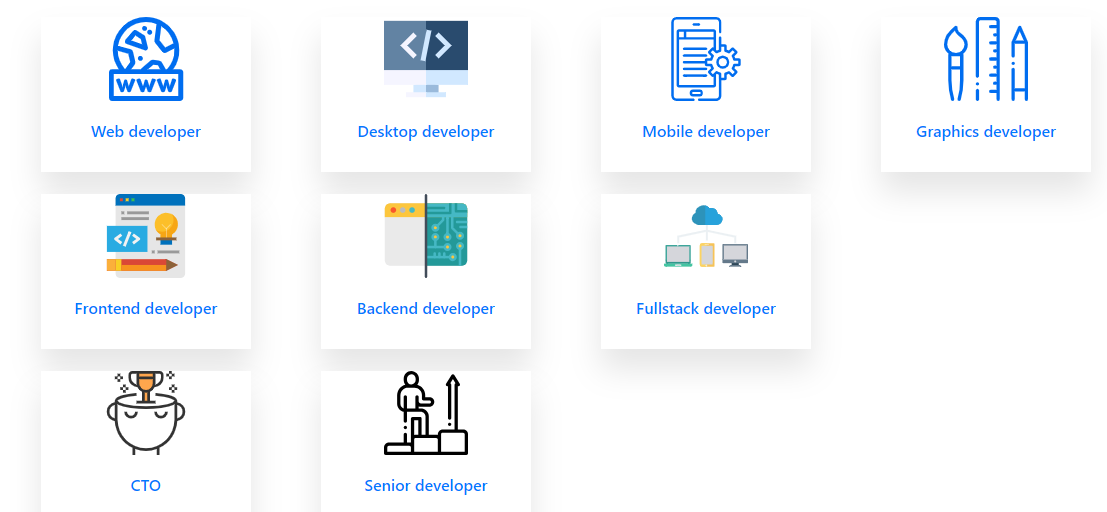 WWW
Web developer
</>
Desktop developer
Mobile developer
Graphics developer
</>
Frontend developer
Backend developer
Fullstack developer
CTO
Senior developer